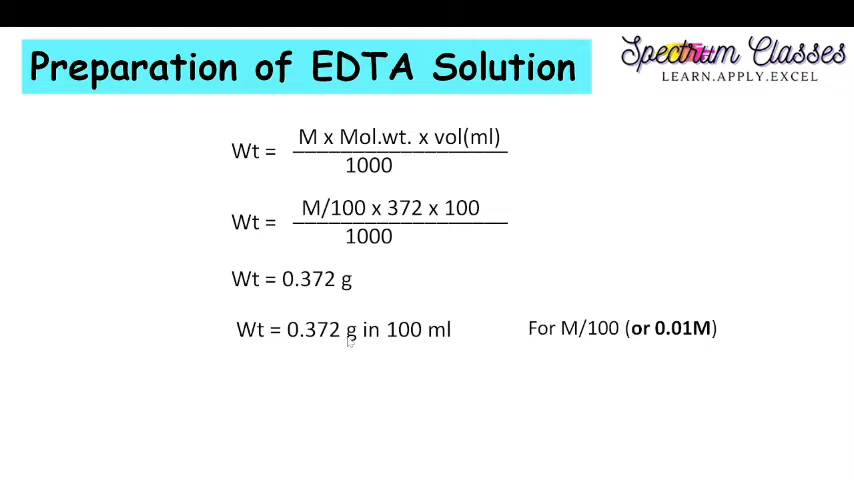 Preparation of EDTA Solution
Spectrum Classes
LEARN.APPLY.EXCEL
M x Mol.wt. x vol(ml)
Wt =
1000
M/100 x 372 x 100
Wt =
1000
Wt = 0.372 g
Wt = 0.372 g in 100 ml For M/100 (or 0.01M)